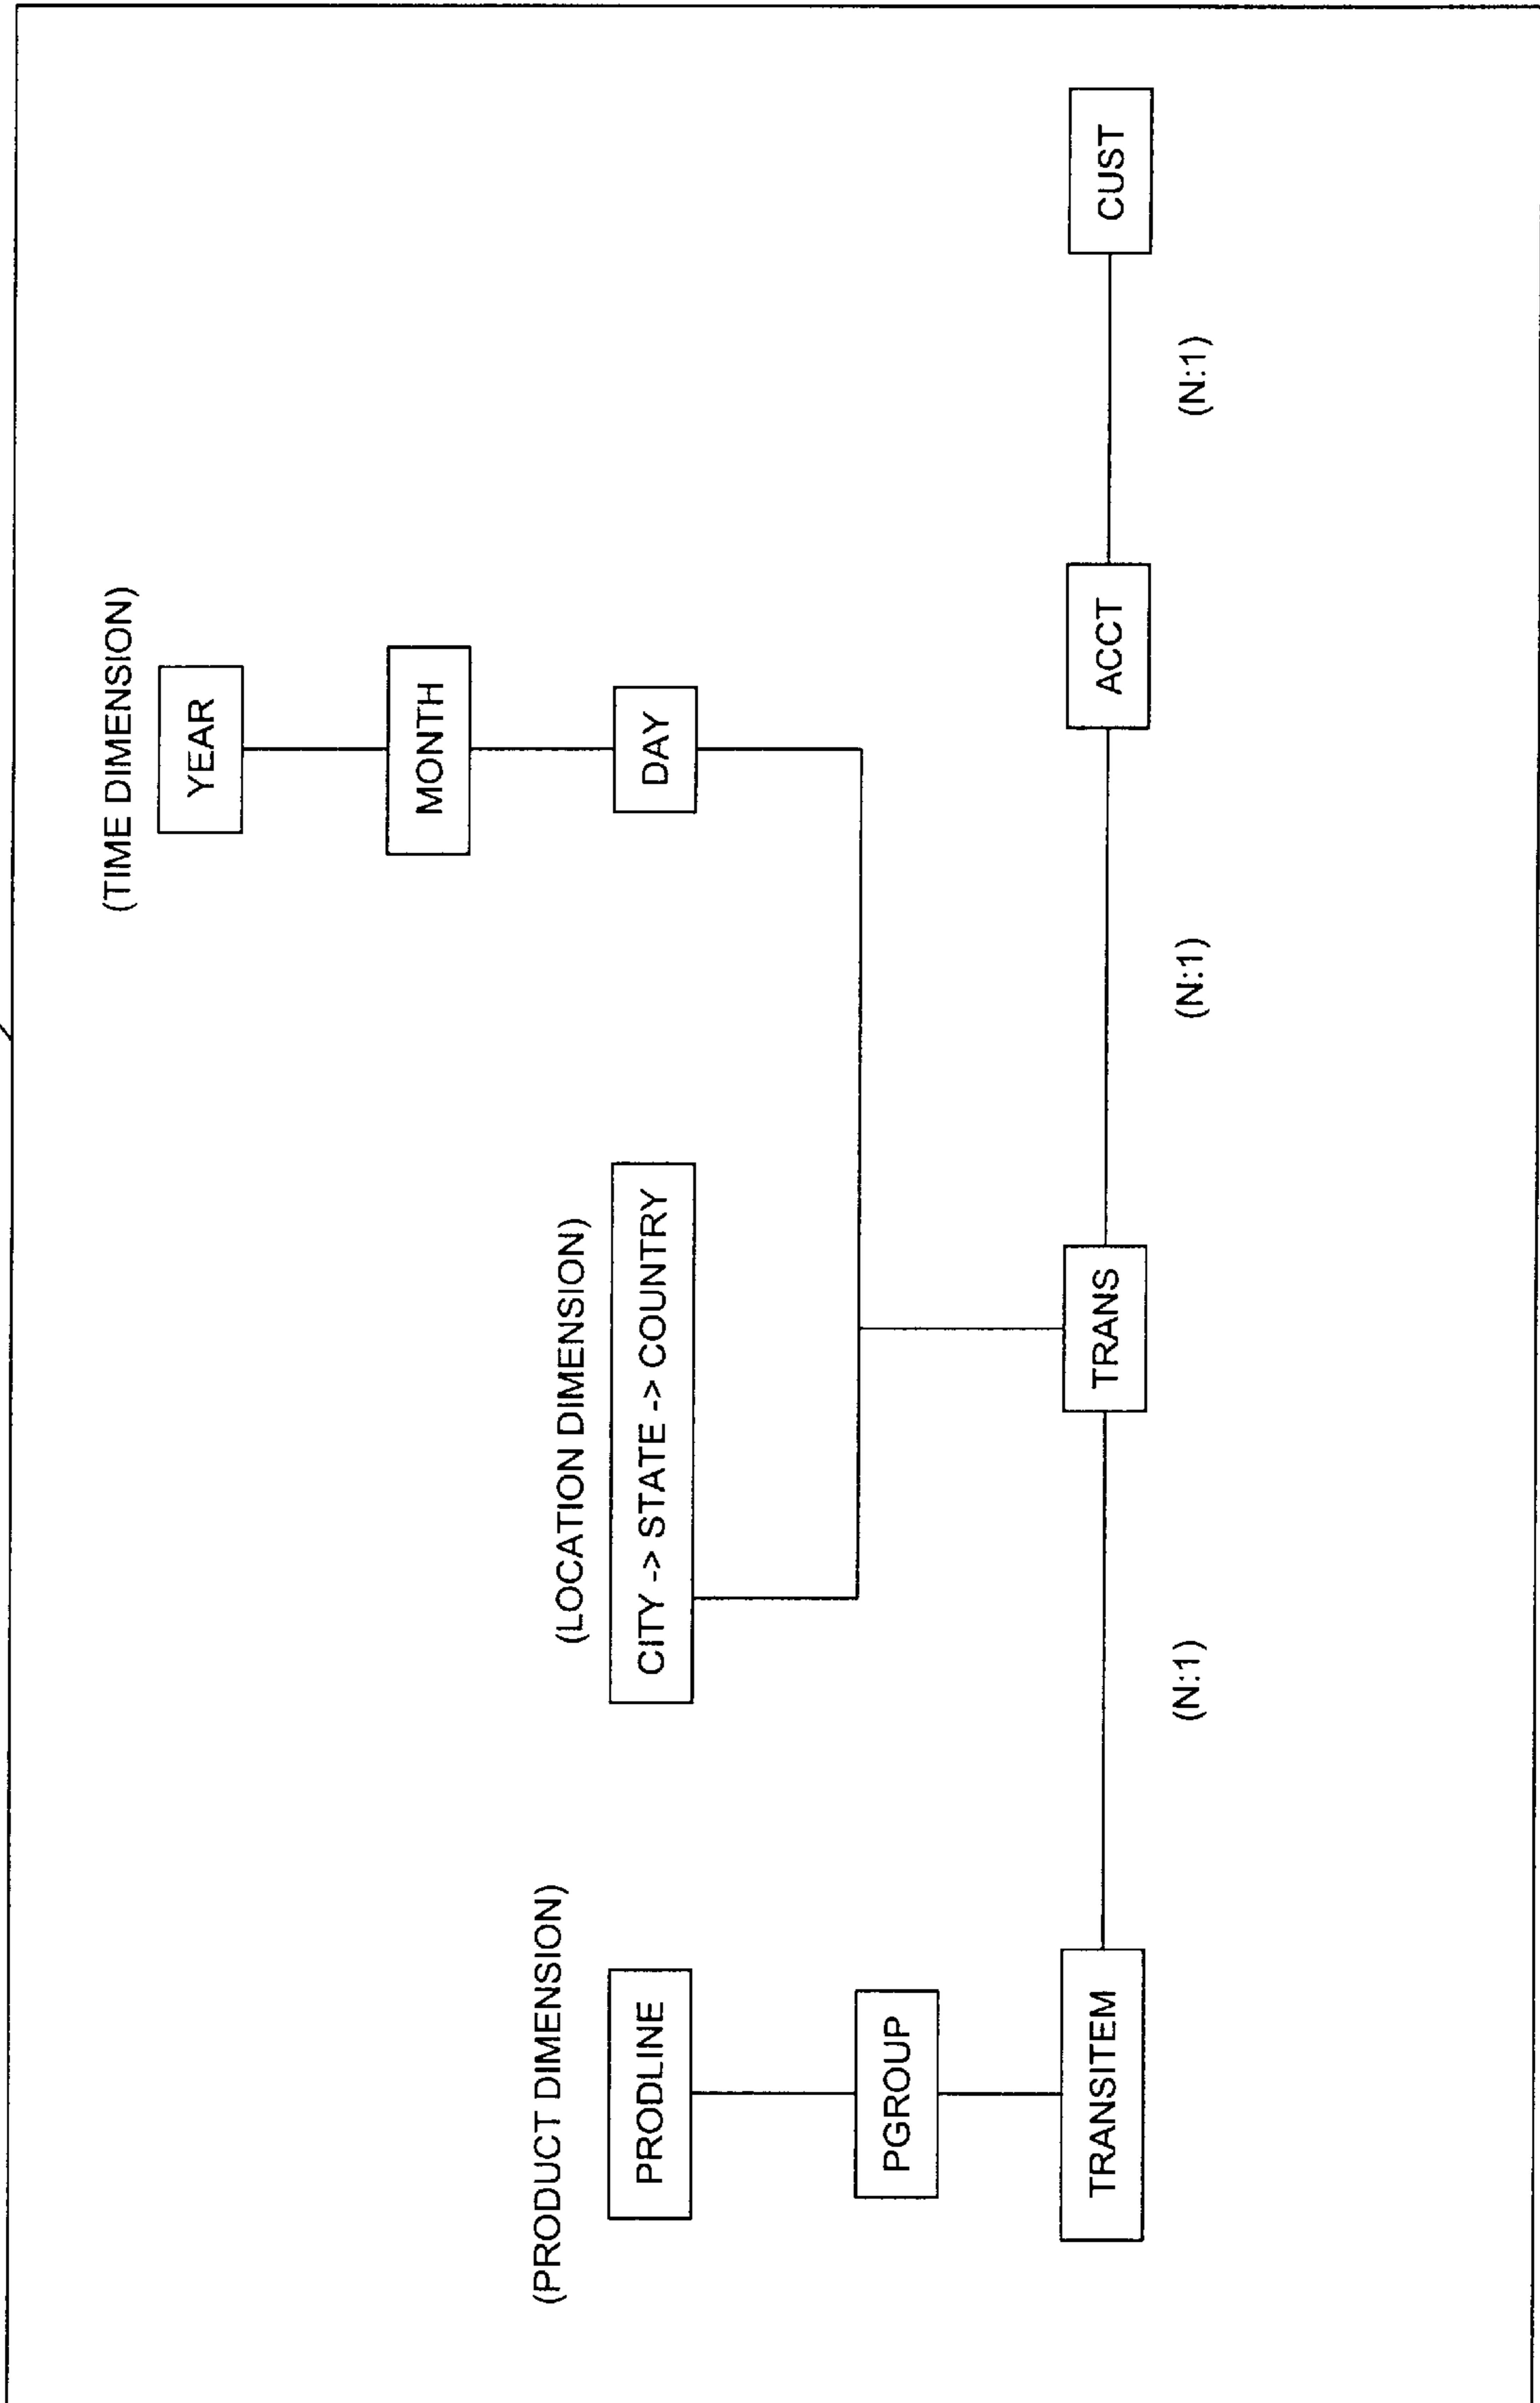 (TIME DIMENSION)
YEAR
MONTH
(LOCATION DIMENSION)
(PRODUCT DIMENSION)
PRODLINE
CITY -> STATE -> COUNTRY
DAY
PGROUP
TRANSITEM
TRANS
ACCT
CUST
(N:1)
(N:1)
(N:1)